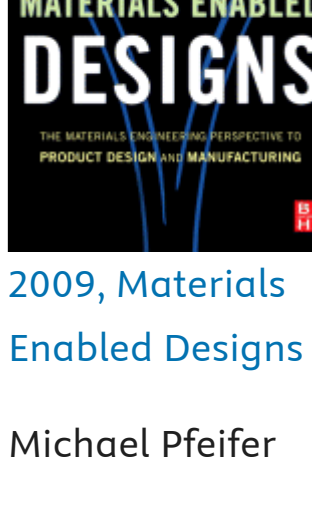 MATERIALS ENABLED
DESIGNS
THE MATERIALS ENGINEERING PERSPECTIVE TO
PRODUCT DESIGN AND MANUFACTURING
B
H
2009, Materials
Enabled Designs
Michael Pfeifer